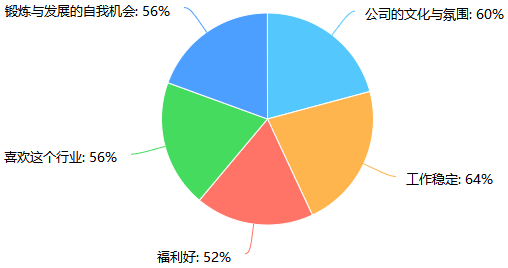 锻炼与发展的自我机会: 56%
公司的文化与氛围: 60%
喜欢这个行业: 56%
工作稳定: 64%
福利好: 52%